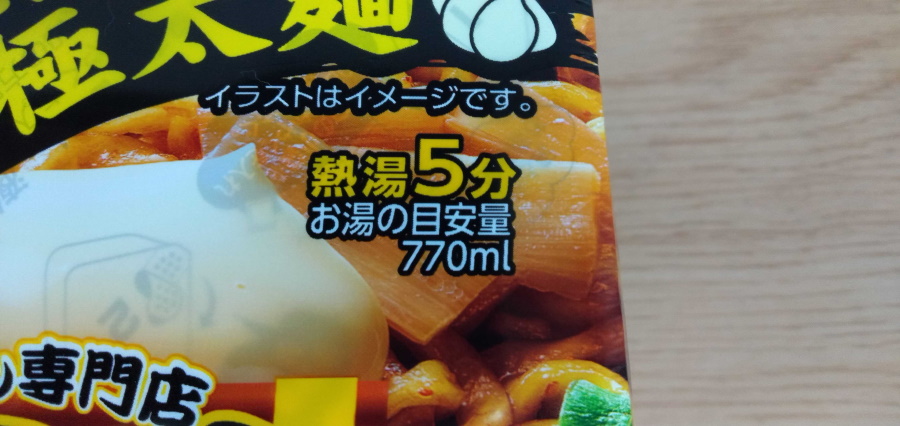 極太麺
イラストはイメージです。
熱湯5分
お湯の目安量
770ml
専門店